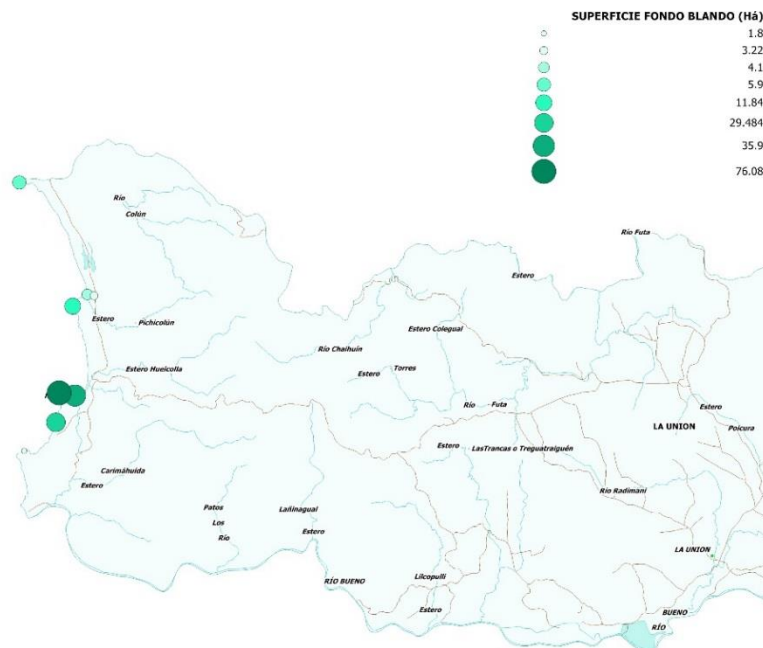 SUPERFICIE FONDO BLANDO (Há)
1.8
3.22
4.1
5.9
11.84
29.484
35.9
76.08
Río
Colún
Río Futa
Estero
Estero
Pichicolún
Estero Colegual
Río Chaihuín
Estero Hueicolla
Estero
Torres
Río
Futa
Estero
Poicura
LA UNION
Estero
LasTrancas o Treguatraiguén
Carimáhuida
Estero
Río Radimani
Patos
Los
Río
Lañinagual
Estero
LA UNION
RÍO BUENO
Lilcopulli
Estero
BUENO
RÍO